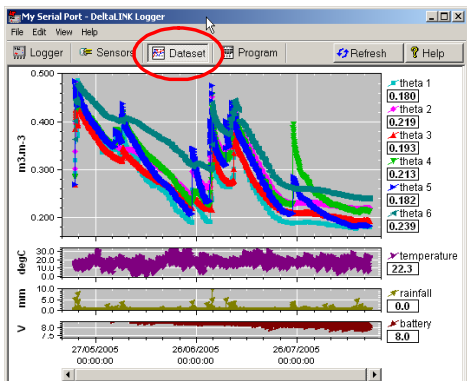 My Serial Port - DeltaLINK Logger
File Edit View Help
Logger Sensors Dataset Program Refresh Help
0.500
0.400
0.300
0.200
m3.m-3
theta 1
0.180
theta 2
0.219
theta 3
0.193
theta 4
0.213
theta 5
0.182
theta 6
0.239
degC
30.0
20.0
10.0
0.0
temperature
22.3
mm
10.0
5.0
0.0
rainfall
0.0
V
8.0
7.5
battery
8.0
27/05/2005 26/06/2005 26/07/2005
00:00:00 00:00:00 00:00:00